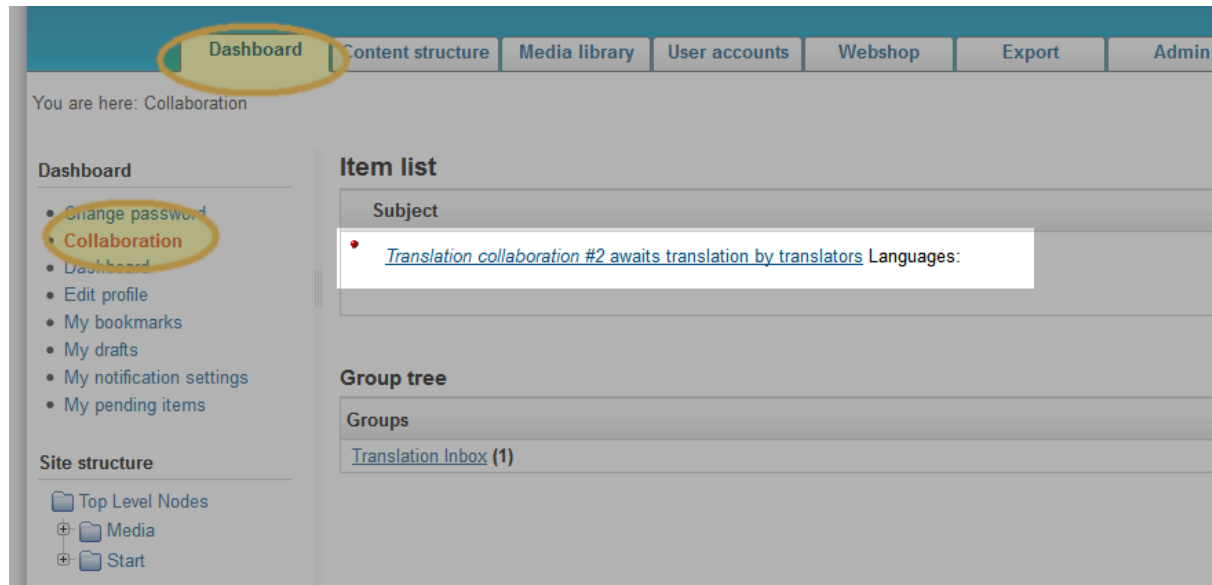 Dashboard Content structure Media library User accounts Webshop Export Admin
You are here: Collaboration
Dashboard
Change password
Collaboration
Dashboard
Edit profile
My bookmarks
My drafts
My notification settings
My pending items
Site structure
Top Level Nodes
Media
Start
Item list
Subject
Translation collaboration #2 awaits translation by translators Languages:
Group tree
Groups
Translation Inbox (1)